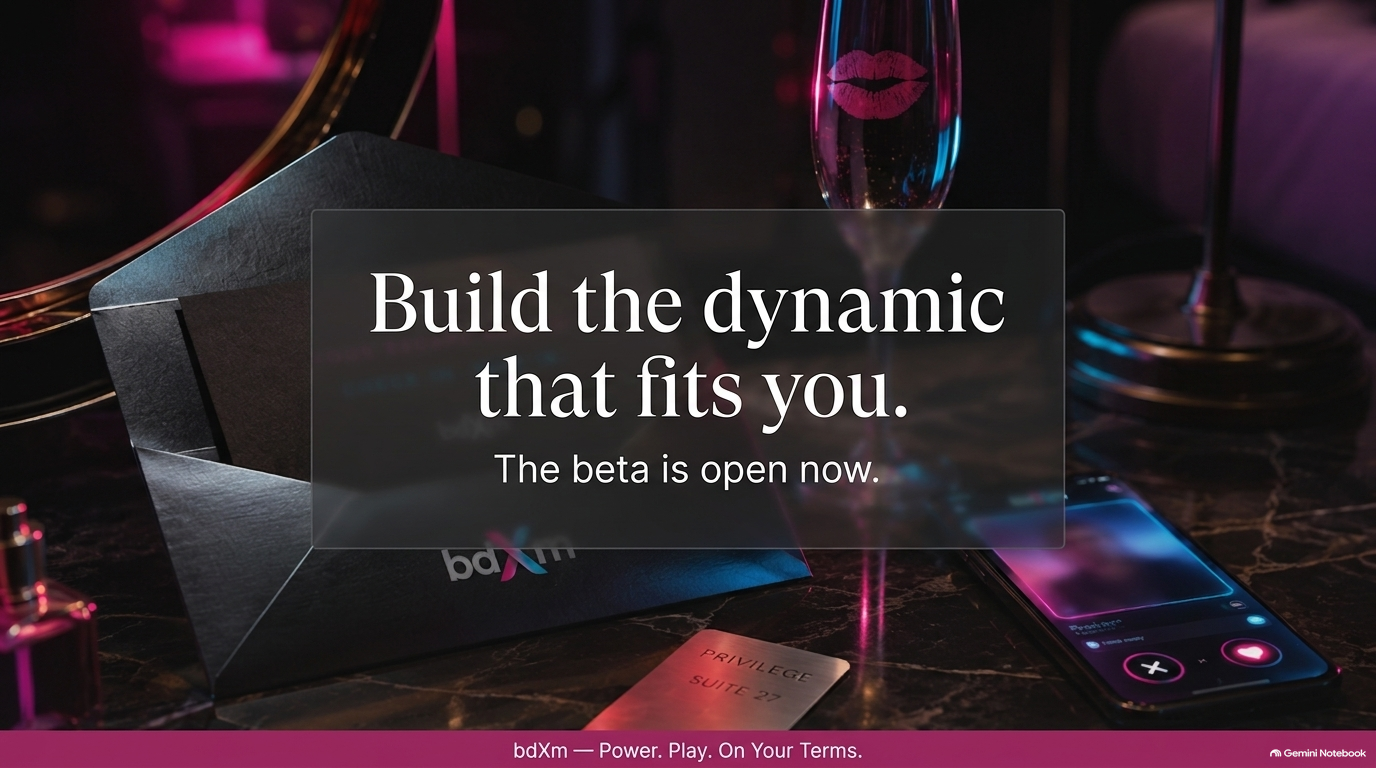 Build the dynamic
that fits you.
The beta is open now.
bdXm
PRIVILEGE
SUITE 27
bdXm — Power. Play. On Your Terms.
Gemini Notebook